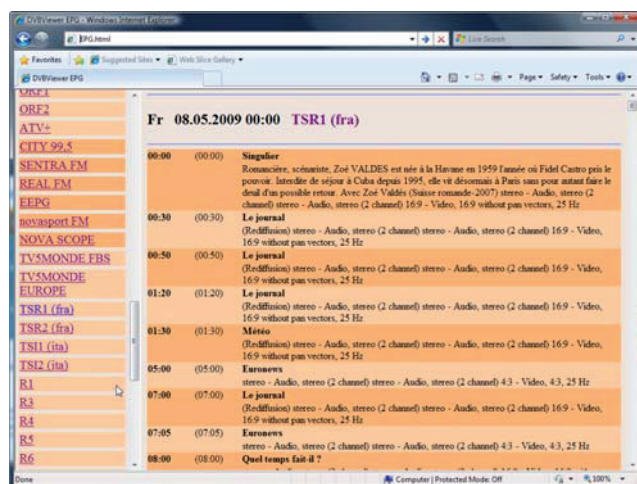 DVBViewer EPG - Windows Internet Explorer
EPG.html
Live Search
Favorites Suggested Sites Web Slice Gallery
DVBViewer EPG
Page Safety Tools
ORF1
ORF2
ATV+
CITY 99,5
SENTRA FM
REAL FM
EEPG
novasport FM
NOVA SCOPE
TV5MONDE FBS
TV5MONDE
EUROPE
TSR1 (fra)
TSR2 (fra)
TSI1 (ita)
TSI2 (ita)
R1
R3
R4
R5
R6
Fr 08.05.2009 00:00 TSR1 (fra)
00:00 (00:00) Singulier
Romancière, scénariste, Zoé VALDES est née à la Havane en 1959 l'année où Fidel Castro pris le
pouvoir. Interdite de séjour à Cuba depuis 1995, elle vit désormais à Paris sans pour autant faire le
deuil d'un possible retour. Avec Zoé Valdés (Suisse romande-2007) stereo - Audio, stereo (2
channel) stereo - Audio, stereo (2 channel) 16:9 - Video, 16:9 without pan vectors, 25 Hz
00:30 (00:30) Le journal
(Rediffusion) stereo - Audio, stereo (2 channel) stereo - Audio, stereo (2 channel) 16:9 - Video,
16:9 without pan vectors, 25 Hz
00:50 (00:50) Le journal
(Rediffusion) stereo - Audio, stereo (2 channel) stereo - Audio, stereo (2 channel) 16:9 - Video,
16:9 without pan vectors, 25 Hz
01:20 (01:20) Le journal
(Rediffusion) stereo - Audio, stereo (2 channel) stereo - Audio, stereo (2 channel) 16:9 - Video,
16:9 without pan vectors, 25 Hz
01:30 (01:30) Météo
(Rediffusion) stereo - Audio, stereo (2 channel) stereo - Audio, stereo (2 channel) 16:9 - Video,
16:9 without pan vectors, 25 Hz
05:00 (05:00) Euronews
stereo - Audio, stereo (2 channel) stereo - Audio, stereo (2 channel) 4:3 - Video, 4:3, 25 Hz
07:00 (07:00) Le journal
(Rediffusion) stereo - Audio, stereo (2 channel) stereo - Audio, stereo (2 channel) 16:9 - Video,
16:9 without pan vectors, 25 Hz
07:05 (07:05) Euronews
stereo - Audio, stereo (2 channel) stereo - Audio, stereo (2 channel) 4:3 - Video, 4:3, 25 Hz
08:00 (08:00) Quel temps fait-il ?
Done Computer | Protected Mode: Off 100%